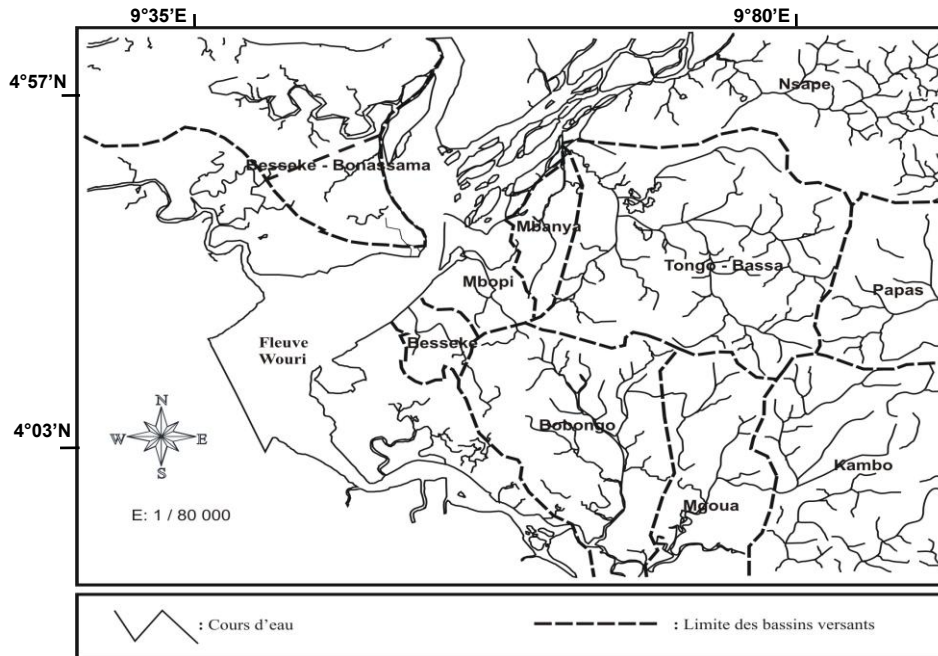 9°35'E
9°80'E
4°57'N
Nsape
Besseke - Bonassama
Mbanya
Tongo - Bassa
Mbopi
Papas
Fleuve
Wouri
Besseke
N
W
E
S
4°03'N
Bobongo
Kambo
Mgoua
E: 1 / 80 000
: Cours d'eau
: Limite des bassins versants